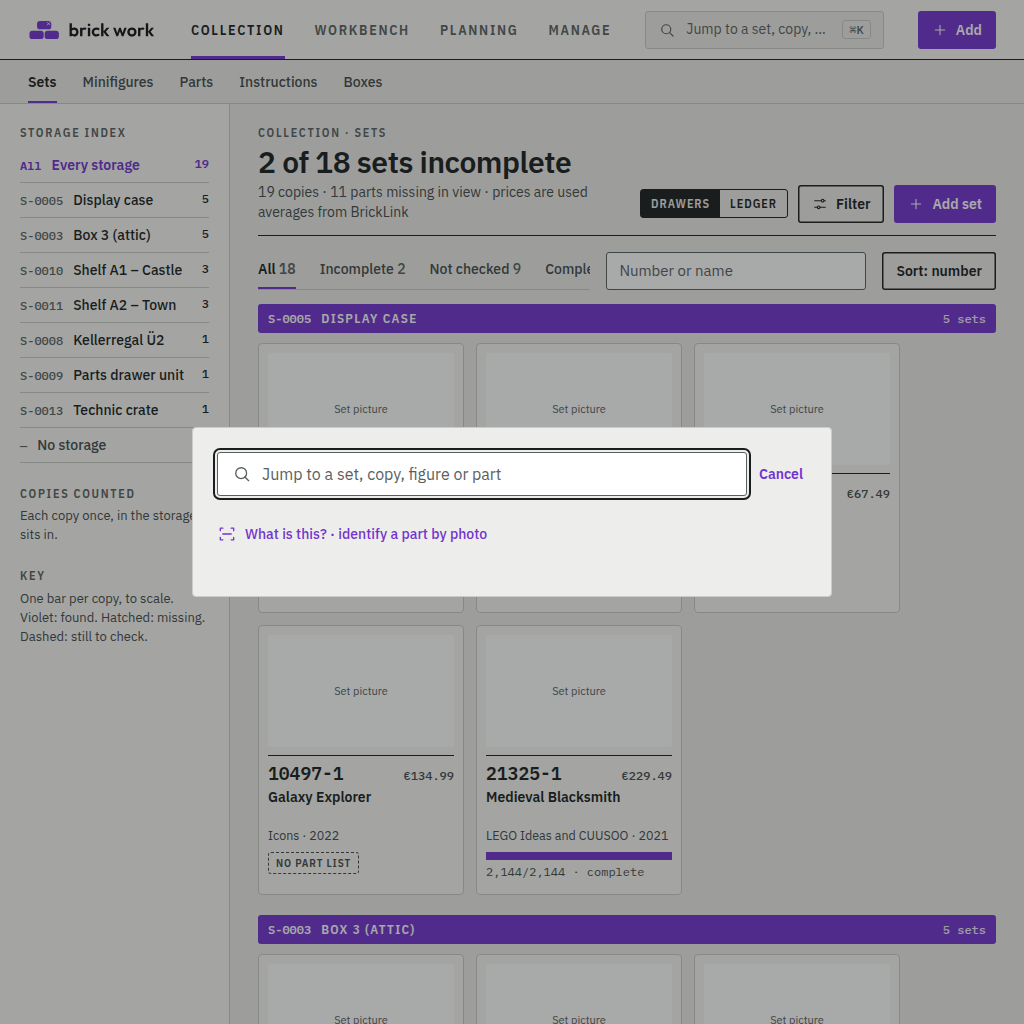 brick work
COLLECTION
WORKBENCH
PLANNING
MANAGE
Jump to a set, copy, ...
⌘K
Add
Sets
Minifigures
Parts
Instructions
Boxes
STORAGE INDEX
All Every storage 19
S-0005 Display case 5
S-0003 Box 3 (attic) 5
S-0010 Shelf A1 – Castle 3
S-0011 Shelf A2 – Town 3
S-0008 Kellerregal Ü2 1
S-0009 Parts drawer unit 1
S-0013 Technic crate 1
– No storage
COPIES COUNTED
Each copy once, in the storage
sits in.
KEY
One bar per copy, to scale.
Violet: found. Hatched: missing.
Dashed: still to check.
COLLECTION · SETS
2 of 18 sets incomplete
19 copies · 11 parts missing in view · prices are used
averages from BrickLink
DRAWERS
LEDGER
Filter
Add set
All 18
Incomplete 2
Not checked 9
Comple
Number or name
Sort: number
S-0005 DISPLAY CASE 5 sets
Set picture
Set picture
Set picture
€67.49
Jump to a set, copy, figure or part
Cancel
What is this? · identify a part by photo
Set picture
10497-1 €134.99
Galaxy Explorer
Icons · 2022
NO PART LIST
Set picture
21325-1 €229.49
Medieval Blacksmith
LEGO Ideas and CUUSOO · 2021
2,144/2,144 · complete
S-0003 BOX 3 (ATTIC) 5 sets
Set picture
Set picture
Set picture